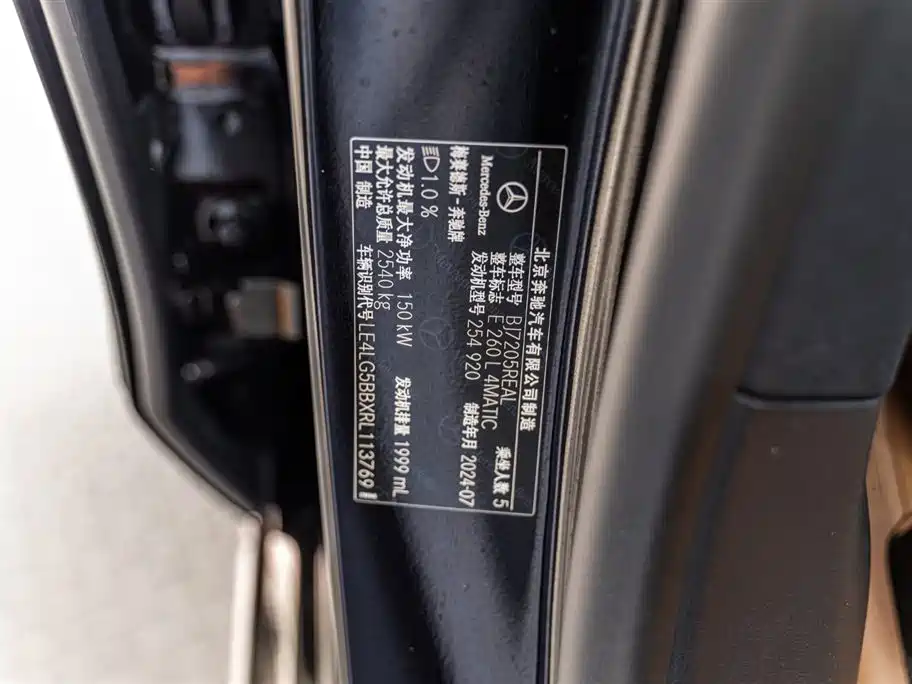 北京奔驰汽车有限公司制造
Mercedes-Benz
梅赛德斯-奔驰牌
整车型号 BJ7205REAL 乘坐人数 5
整车标志 E 260 L 4MATIC
发动机型号 254 920 制造年月 2024-07
1.0 %
发动机最大净功率 150 kW 发动机排量 1999 mL
最大允许总质量 2540 kg
中国 制造 车辆识别代号 LE4LG5BBXRL113769